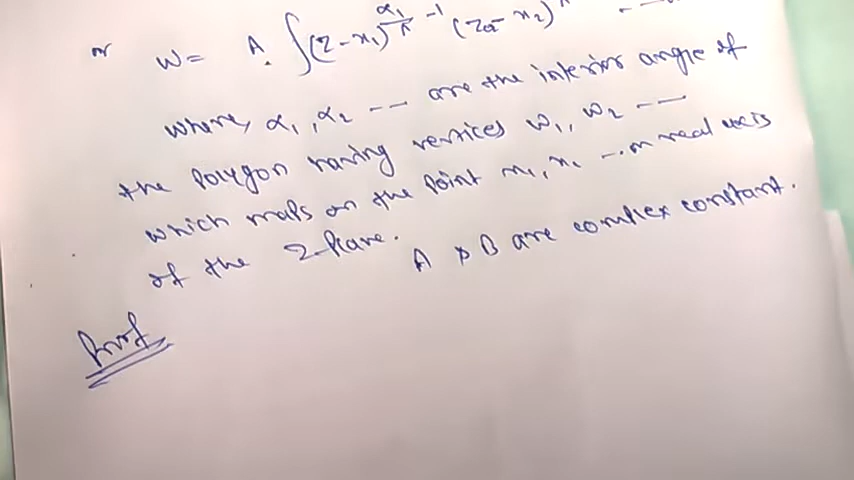 or W = A. ∫(z-x₁)^{α₁/π -1} (z - x₂) ----
where, α₁, α₂ --- are the interior angle of
the polygon having vertices w₁, w₂ ---
which maps on the point x₁, x₂ ... on real axis
of the z plane. A & B are complex constant.
Proof